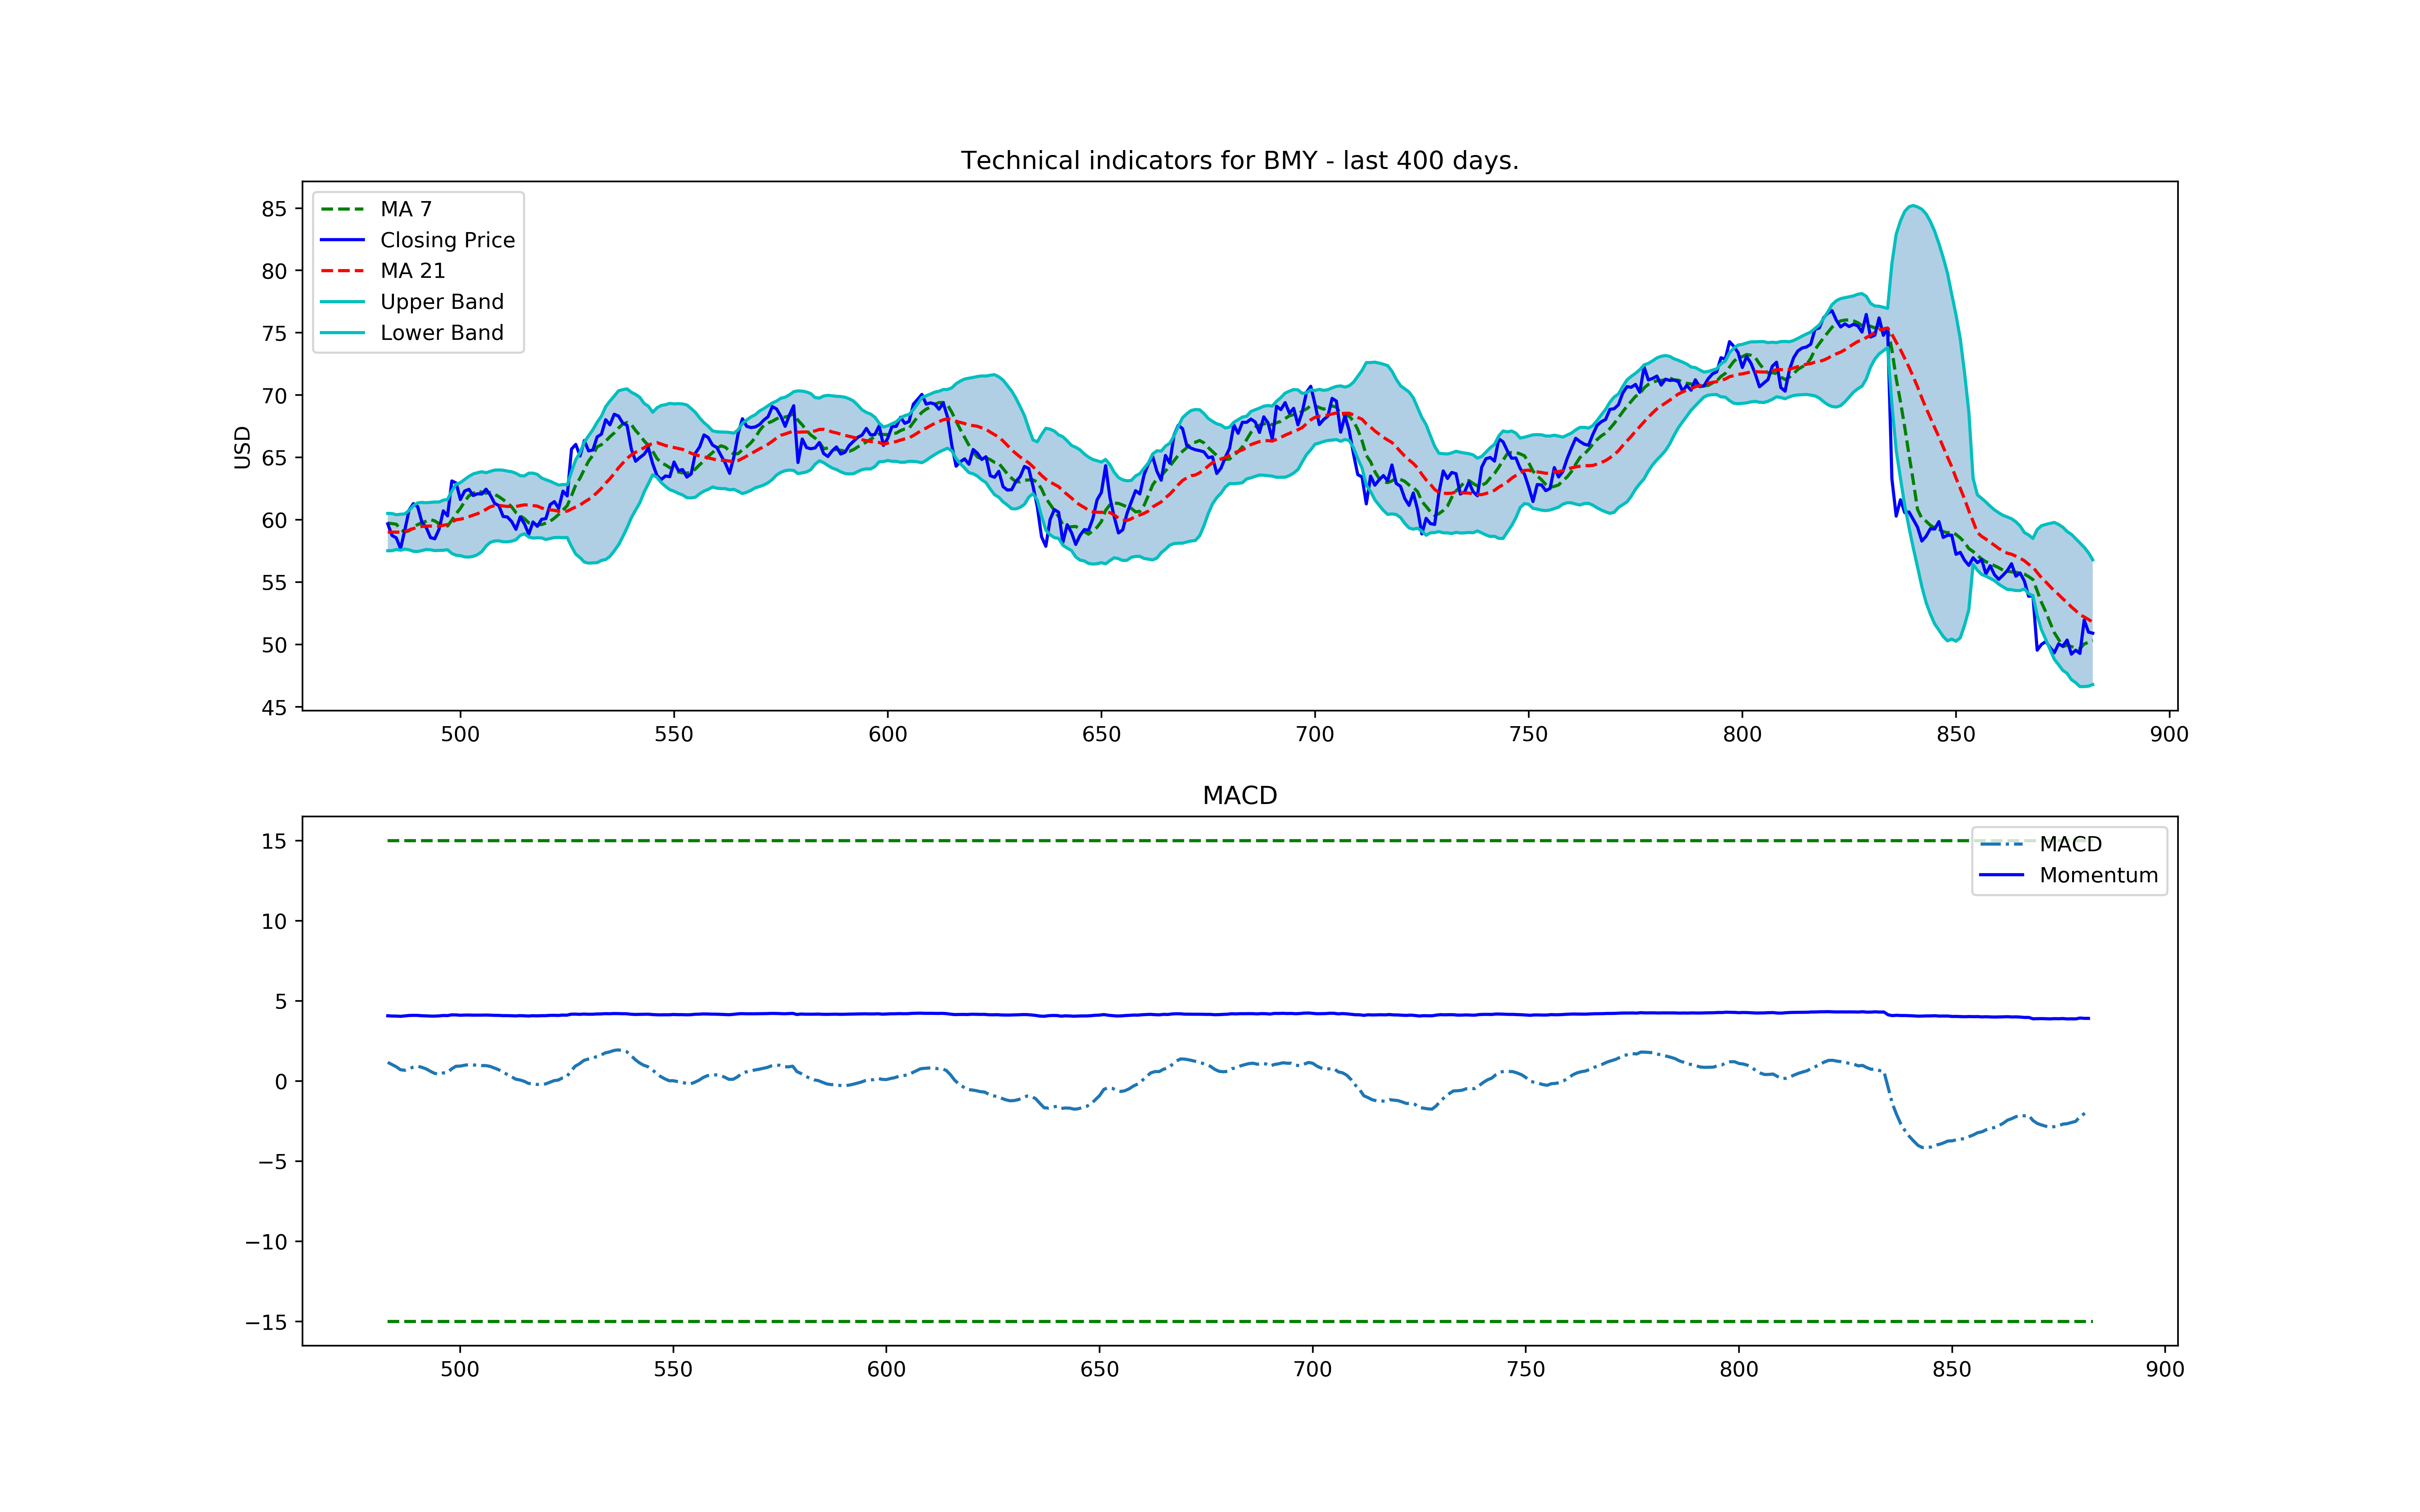 Technical indicators for BMY - last 400 days.
MA 7
Closing Price
MA 21
Upper Band
Lower Band
USD
85
80
75
70
65
60
55
50
45
500 550 600 650 700 750 800 850 900
MACD
MACD
Momentum
15
10
5
0
−5
−10
−15
500 550 600 650 700 750 800 850 900